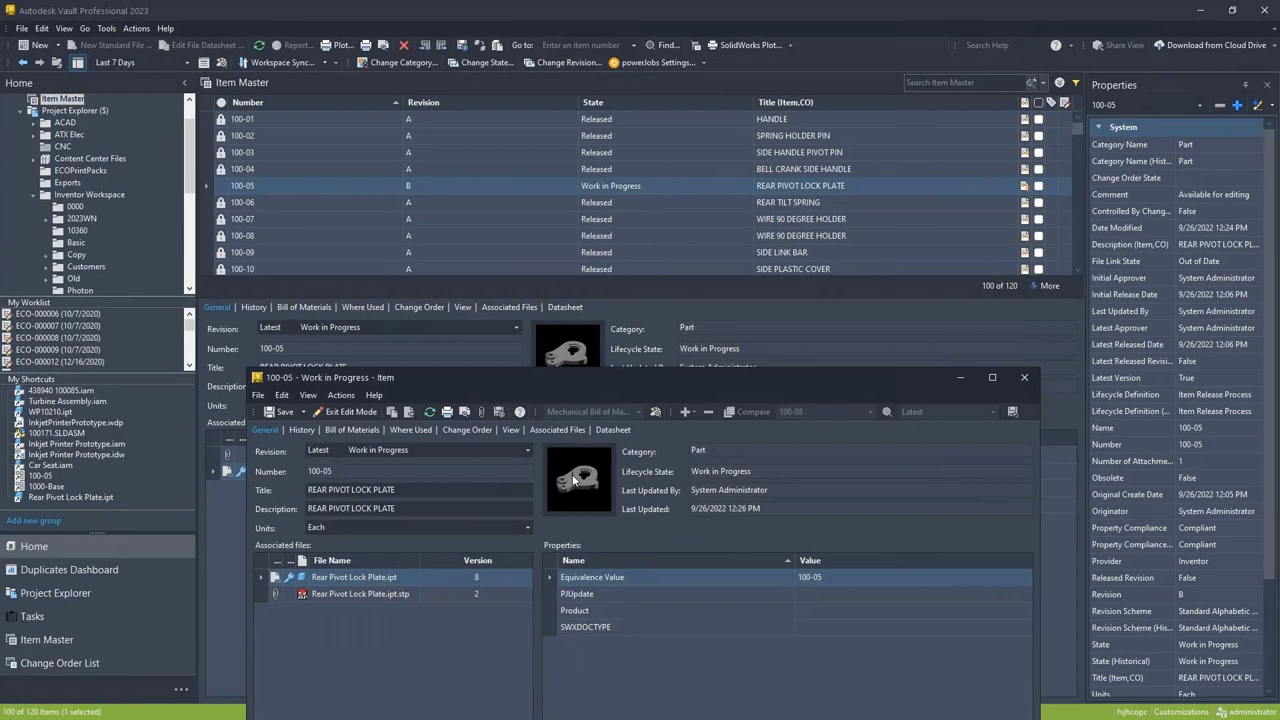 Autodesk Vault Professional 2023
File Edit View Go Tools Actions Help
New New Standard File ... Edit File Datasheet ... Report... Plot... Go to: Enter an item number Find... SolidWorks Plot... Search Help Share View Download from Cloud Drive
Last 7 Days Workspace Sync... Change Category... Change State... Change Revision... powerJobs Settings...
Home
Item Master
Project Explorer ($)
ACAD
ATX Elec
CNC
Content Center Files
ECOPrintPacks
Exports
Inventor Workspace
0000
2023WN
10360
Basic
Copy
Customers
Old
Photon
My Worklist
ECO-000006 (10/7/2020)
ECO-000007 (10/7/2020)
ECO-000008 (10/7/2020)
ECO-000009 (10/7/2020)
ECO-000012 (12/16/2020)
My Shortcuts
438940 100085.iam
Turbine Assembly.iam
WP10210.ipt
InkjetPrinterPrototype.wdp
100171.SLDASM
Inkjet Printer Prototype.iam
Inkjet Printer Prototype.idw
Car Seat.iam
100-05
1000-Base
Rear Pivot Lock Plate.ipt
Add new group
Home
Duplicates Dashboard
Project Explorer
Tasks
Item Master
Change Order List
Item Master Search Item Master
Number Revision State Title (Item,CO)
100-01 A Released HANDLE
100-02 A Released SPRING HOLDER PIN
100-03 A Released SIDE HANDLE PIVOT PIN
100-04 A Released BELL CRANK SIDE HANDLE
100-05 B Work in Progress REAR PIVOT LOCK PLATE
100-06 A Released REAR TILT SPRING
100-07 A Released WIRE 90 DEGREE HOLDER
100-08 A Released WIRE 90 DEGREE HOLDER
100-09 A Released SIDE LINK BAR
100-10 A Released SIDE PLASTIC COVER
100 of 120 More
General History Bill of Materials Where Used Change Order View Associated Files Datasheet
Revision: Latest Work in Progress Category: Part
Number: 100-05 Lifecycle State: Work in Progress
Title: REAR PIVOT LOCK PLATE
Units:
100-05 - Work in Progress - Item
File Edit View Actions Help
Save Exit Edit Mode Mechanical Bill of Ma... Compare 100-05 Latest
General History Bill of Materials Where Used Change Order View Associated Files Datasheet
Revision: Latest Work in Progress Category: Part
Number: 100-05 Lifecycle State: Work in Progress
Title: REAR PIVOT LOCK PLATE Last Updated By: System Administrator
Description: REAR PIVOT LOCK PLATE Last Updated: 9/26/2022 12:26 PM
Units: Each
Associated files: Properties:
... ... File Name Version Name Value
Rear Pivot Lock Plate.ipt 8 Equivalence Value 100-05
Rear Pivot Lock Plate.ipt.stp 2 PJUpdate
Product
SWXDOCTYPE
Properties
100-05
System
Category Name Part
Category Name (Hist... Part
Change Order State
Comment Available for editing
Controlled By Chang... False
Date Modified 9/26/2022 12:24 PM
Description (Item,CO) REAR PIVOT LOCK PL...
File Link State Out of Date
Initial Approver System Administrator
Initial Release Date 9/26/2022 12:06 PM
Last Updated By System Administrator
Latest Approver System Administrator
Latest Released Date 9/26/2022 12:06 PM
Latest Released Revis... False
Latest Version True
Lifecycle Definition Item Release Process
Lifecycle Definition (... Item Release Process
Name 100-05
Number 100-05
Number of Attachme... 1
Obsolete False
Original Create Date 9/26/2022 12:05 PM
Originator System Administrator
Property Compliance Compliant
Property Compliance ... Compliant
Provider Inventor
Released Revision False
Revision B
Revision Scheme Standard Alphabetic ...
Revision Scheme (His... Standard Alphabetic ...
State Work in Progress
State (Historical) Work in Progress
Title (Item,CO) REAR PIVOT LOCK PL...
Units Each
100 of 120 Items (1 selected) fsjhcopc Customizations administrator